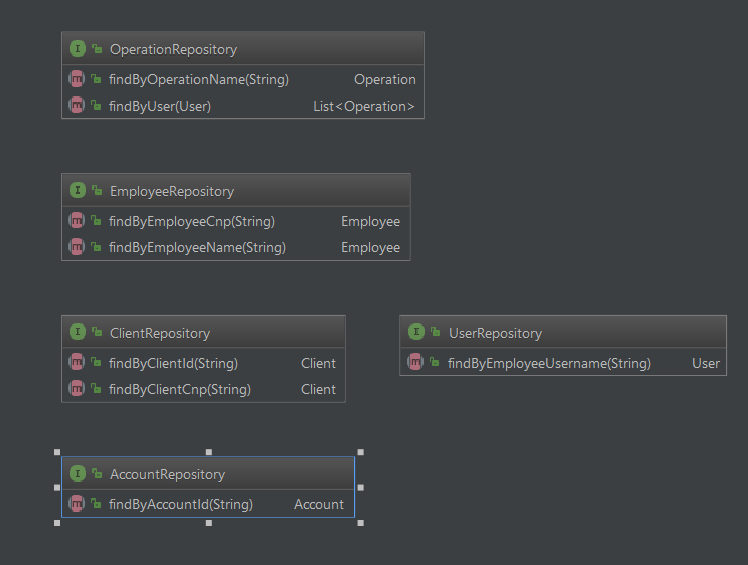 OperationRepository
findByOperationName(String) Operation
findByUser(User) List<Operation>
EmployeeRepository
findByEmployeeCnp(String) Employee
findByEmployeeName(String) Employee
ClientRepository
findByClientId(String) Client
findByClientCnp(String) Client
UserRepository
findByEmployeeUsername(String) User
AccountRepository
findByAccountId(String) Account